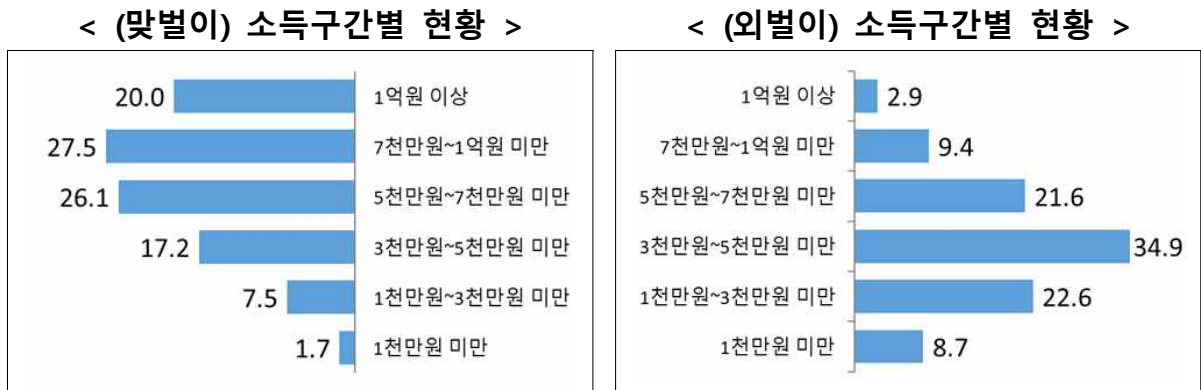 < (맞벌이) 소득구간별 현황 >
20.0 1억원 이상
27.5 7천만원~1억원 미만
26.1 5천만원~7천만원 미만
17.2 3천만원~5천만원 미만
7.5 1천만원~3천만원 미만
1.7 1천만원 미만
< (외벌이) 소득구간별 현황 >
1억원 이상 2.9
7천만원~1억원 미만 9.4
5천만원~7천만원 미만 21.6
3천만원~5천만원 미만 34.9
1천만원~3천만원 미만 22.6
1천만원 미만 8.7